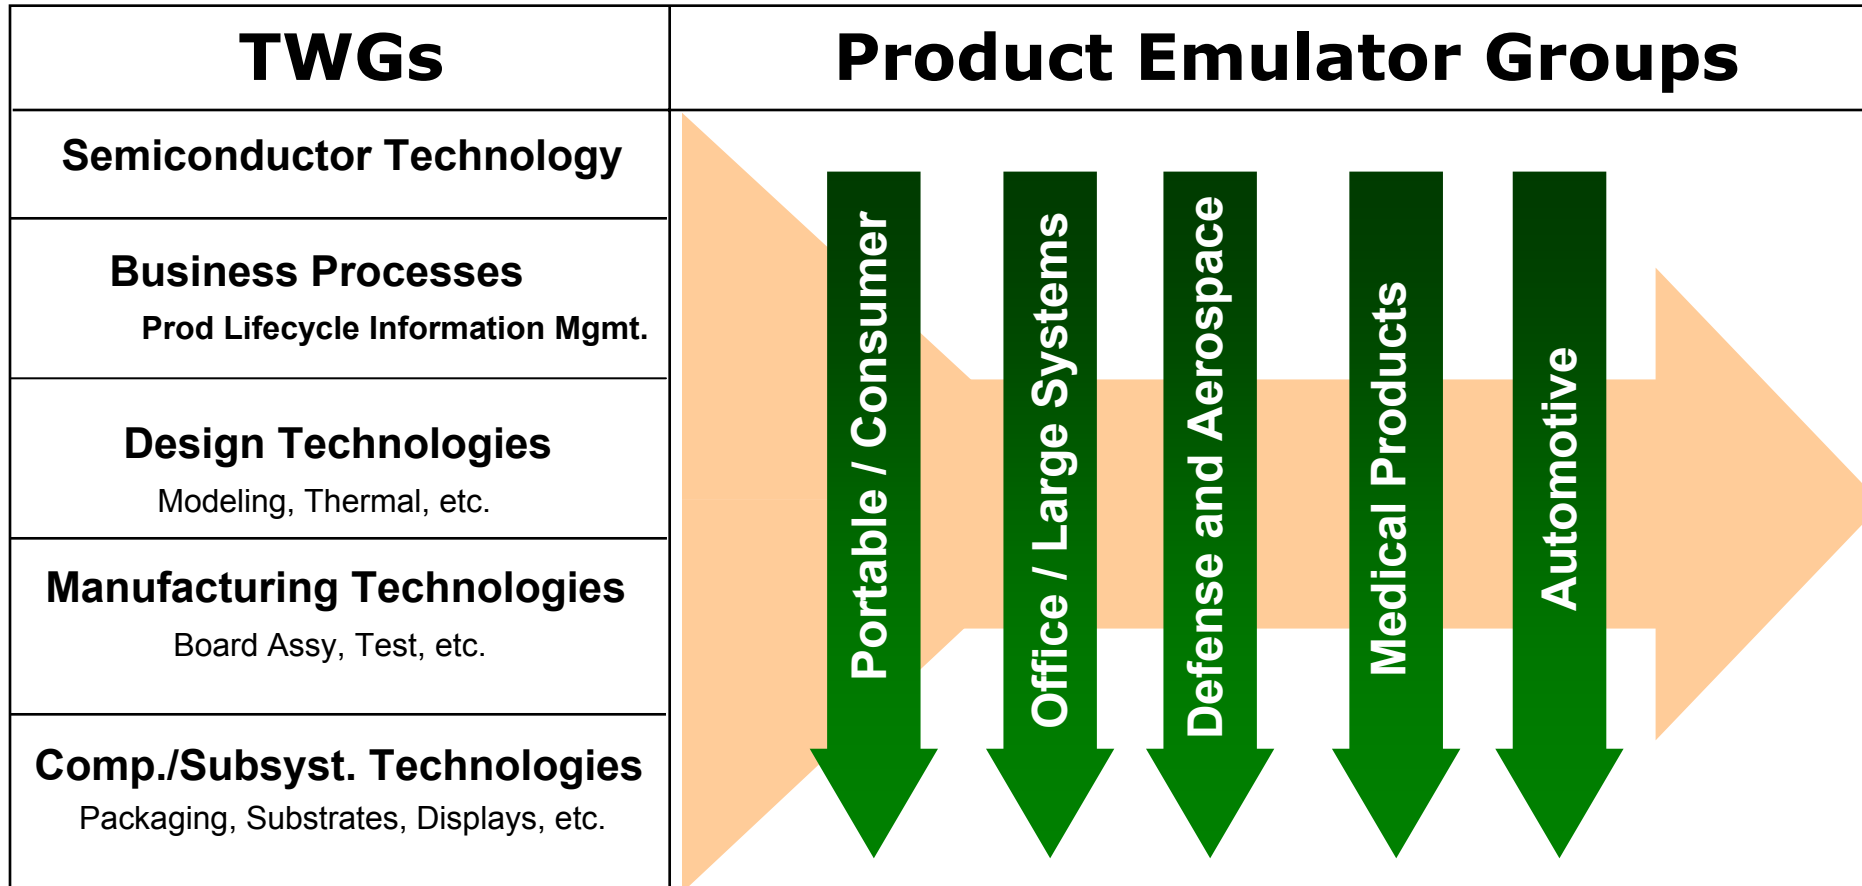 TWGs
Product Emulator Groups
Semiconductor Technology
Business Processes
Prod Lifecycle Information Mgmt.
Design Technologies
Modeling, Thermal, etc.
Manufacturing Technologies
Board Assy, Test, etc.
Comp./Subsyst. Technologies
Packaging, Substrates, Displays, etc.
Portable / Consumer
Office / Large Systems
Defense and Aerospace
Medical Products
Automotive